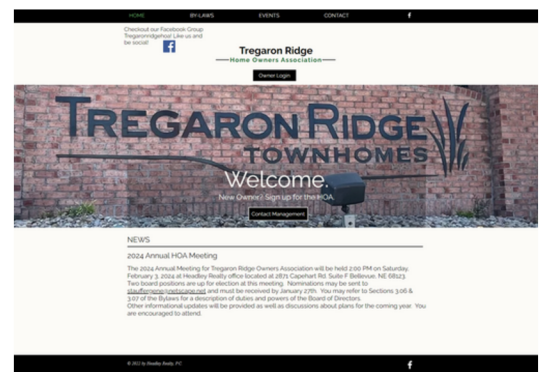 HOME BY-LAWS EVENTS CONTACT
Checkout our Facebook Group
Tregaronridgehoa! Like us and
be social!
Tregaron Ridge
Home Owners Association
Owner Login
TREGARON RIDGE
TOWNHOMES
Welcome.
New Owner? Sign up for the HOA.
Contact Management
NEWS
2024 Annual HOA Meeting
The 2024 Annual Meeting for Tregaron Ridge Owners Association will be held 2:00 PM on Saturday,
February 3, 2024 at Headley Realty office located at 2871 Capehart Rd. Suite F Bellevue, NE 68123.
Two board positions are up for election at this meeting. Nominations may be sent to
stauffergene@netscape.net and must be received by January 27th. You may refer to Sections 3.06 &
3.07 of the Bylaws for a description of duties and powers of the Board of Directors.
Other informational updates will be provided as well as discussions about plans for the coming year. You
are encouraged to attend.
© 2022 by Headley Realty, P.C.